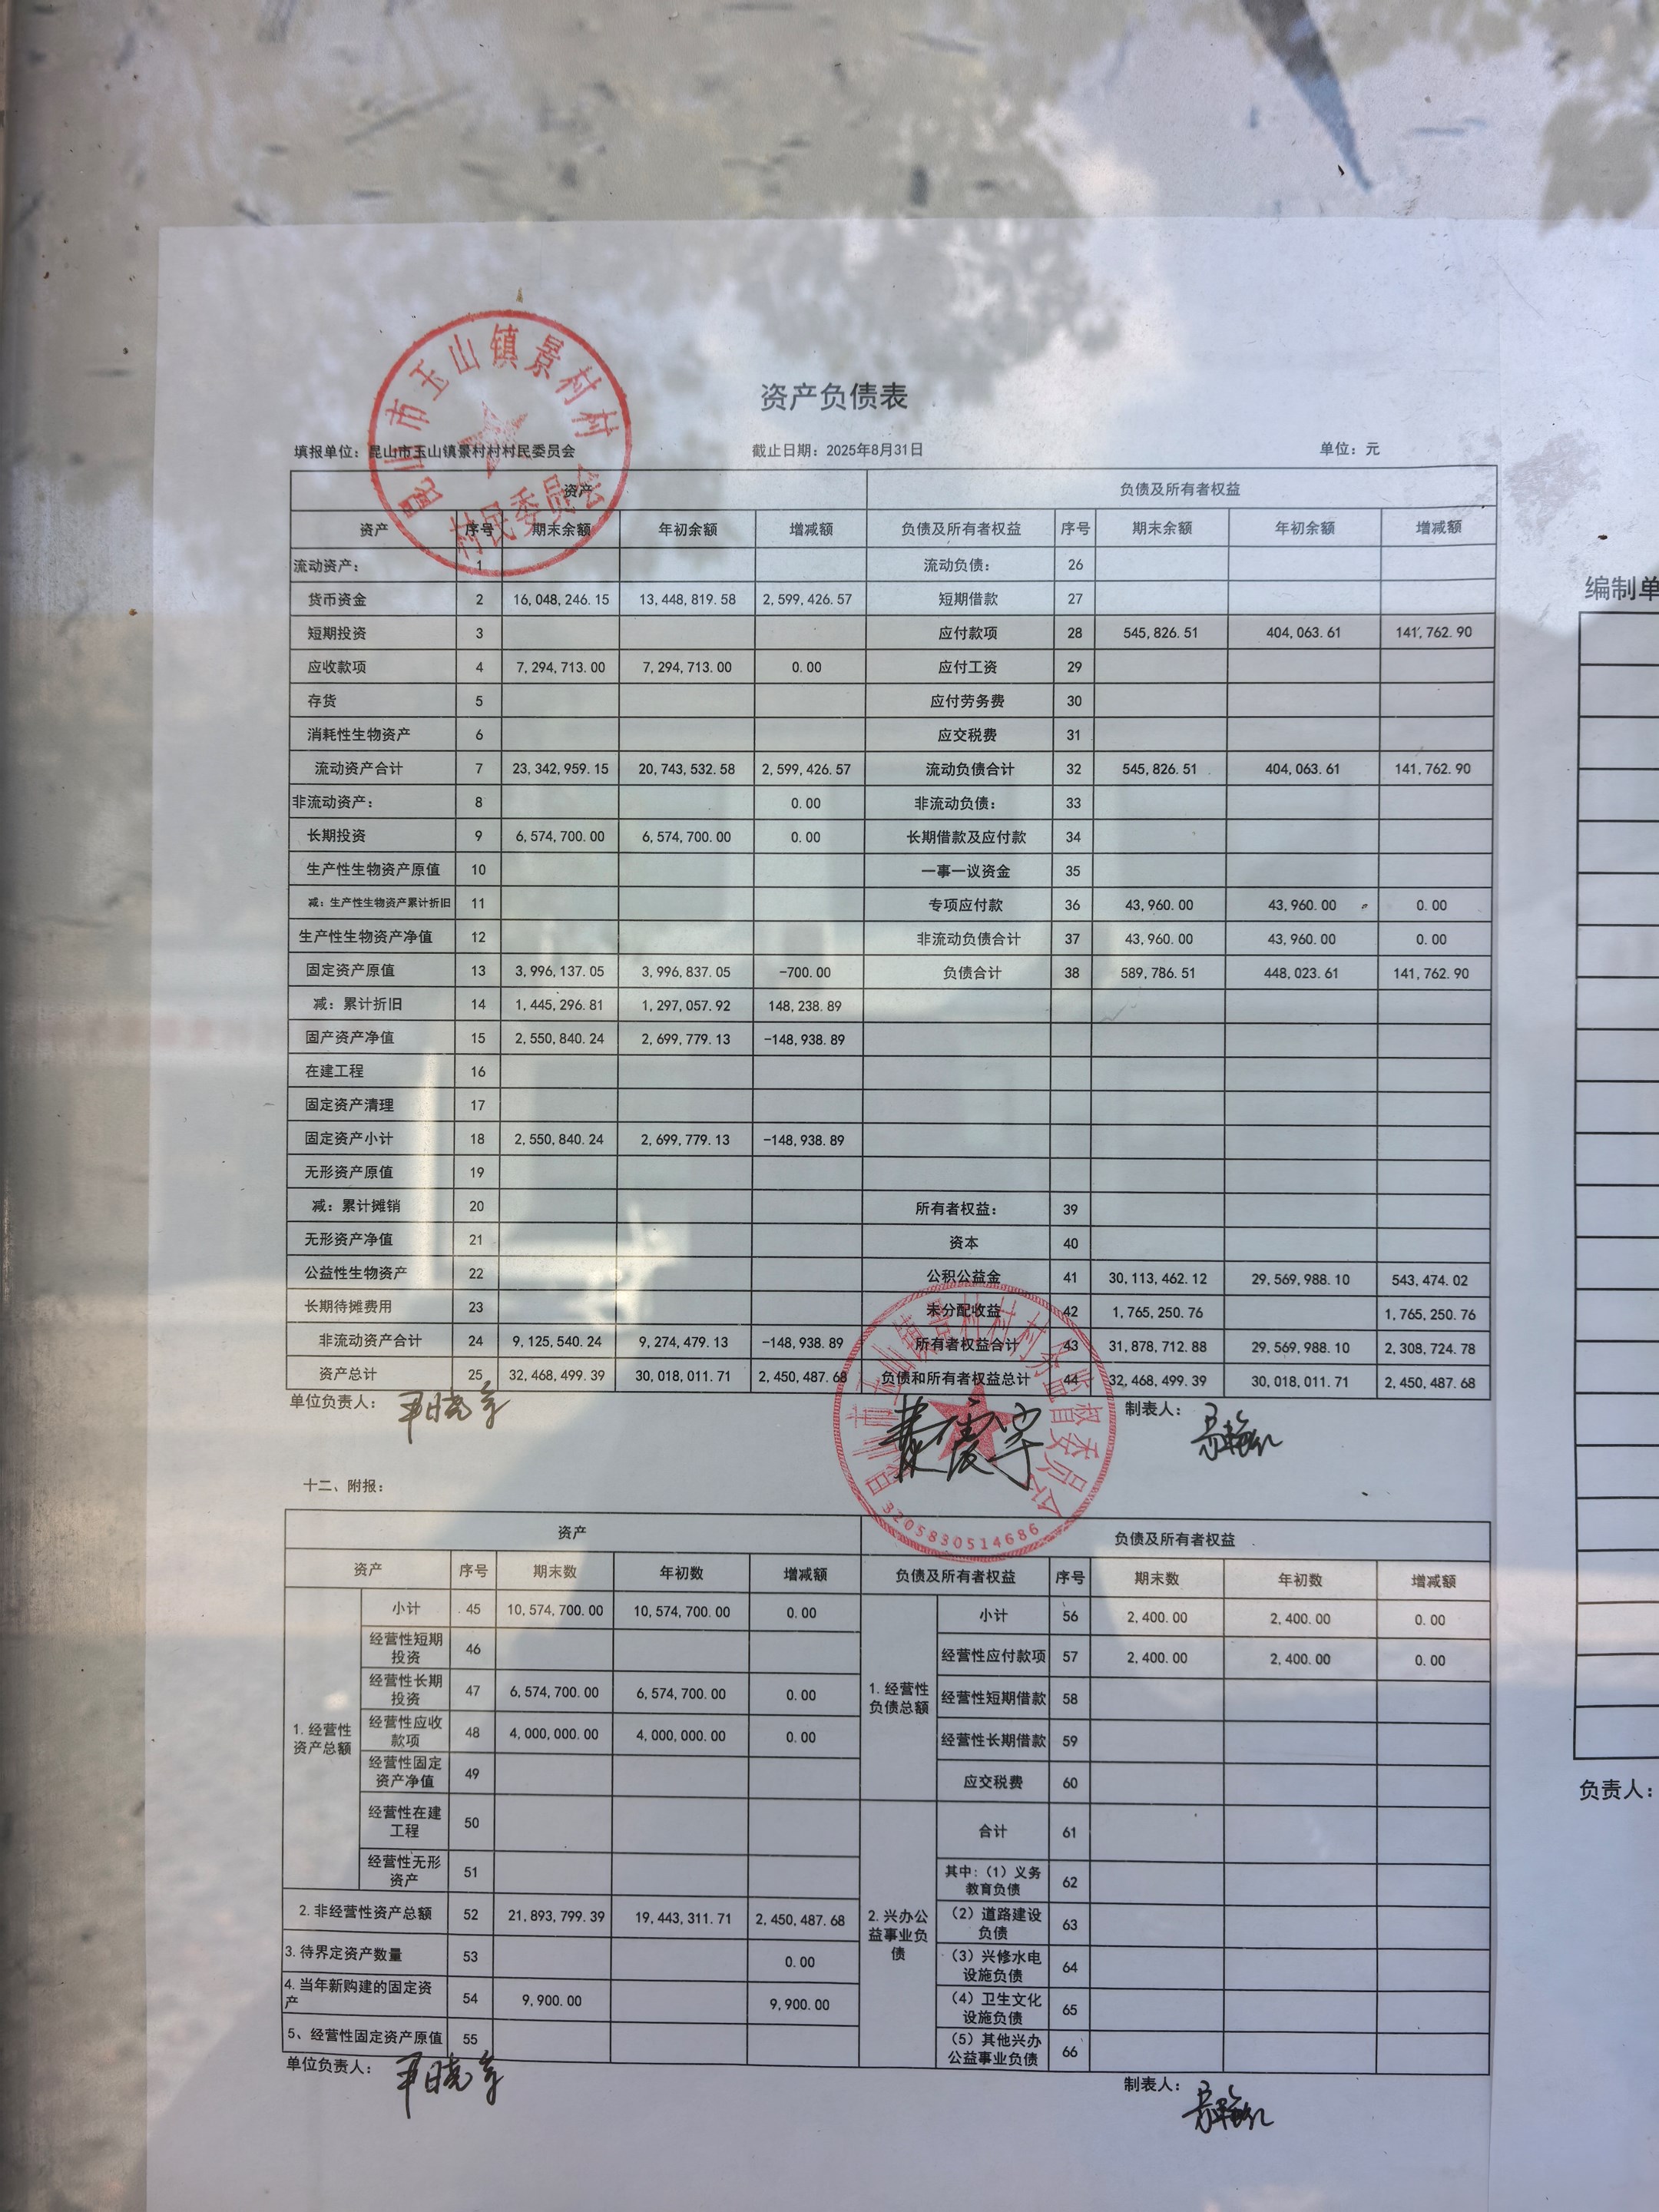 昆山市玉山镇景村村
村民委员会
资产负债表
填报单位：昆山市玉山镇景村村村民委员会 截止日期：2025年8月31日 单位：元
资产 负债及所有者权益
资产 序号 期末余额 年初余额 增减额 负债及所有者权益 序号 期末余额 年初余额 增减额
流动资产： 1 流动负债： 26
货币资金 2 16,048,246.15 13,448,819.58 2,599,426.57 短期借款 27
短期投资 3 应付款项 28 545,826.51 404,063.61 141,762.90
应收款项 4 7,294,713.00 7,294,713.00 0.00 应付工资 29
存货 5 应付劳务费 30
消耗性生物资产 6 应交税费 31
流动资产合计 7 23,342,959.15 20,743,532.58 2,599,426.57 流动负债合计 32 545,826.51 404,063.61 141,762.90
非流动资产： 8 0.00 非流动负债： 33
长期投资 9 6,574,700.00 6,574,700.00 0.00 长期借款及应付款 34
生产性生物资产原值 10 一事一议资金 35
减：生产性生物资产累计折旧 11 专项应付款 36 43,960.00 43,960.00 0.00
生产性生物资产净值 12 非流动负债合计 37 43,960.00 43,960.00 0.00
固定资产原值 13 3,996,137.05 3,996,837.05 -700.00 负债合计 38 589,786.51 448,023.61 141,762.90
减：累计折旧 14 1,445,296.81 1,297,057.92 148,238.89
固产资产净值 15 2,550,840.24 2,699,779.13 -148,938.89
在建工程 16
固定资产清理 17
固定资产小计 18 2,550,840.24 2,699,779.13 -148,938.89
无形资产原值 19
减：累计摊销 20 所有者权益： 39
无形资产净值 21 资本 40
公益性生物资产 22 公积公益金 41 30,113,462.12 29,569,988.10 543,474.02
长期待摊费用 23 未分配收益 42 1,765,250.76 1,765,250.76
非流动资产合计 24 9,125,540.24 9,274,479.13 -148,938.89 所有者权益合计 43 31,878,712.88 29,569,988.10 2,308,724.78
资产总计 25 32,468,499.39 30,018,011.71 2,450,487.68 负债和所有者权益总计 44 32,468,499.39 30,018,011.71 2,450,487.68
单位负责人： 制表人：
昆山市玉山镇景村村村务监督委员会
3205830514686
十二、附报：
资产 负债及所有者权益
资产 序号 期末数 年初数 增减额 负债及所有者权益 序号 期末数 年初数 增减额
1.经营性资产总额 小计 45 10,574,700.00 10,574,700.00 0.00 1.经营性负债总额 小计 56 2,400.00 2,400.00 0.00
经营性短期投资 46 经营性应付款项 57 2,400.00 2,400.00 0.00
经营性长期投资 47 6,574,700.00 6,574,700.00 0.00 经营性短期借款 58
经营性应收款项 48 4,000,000.00 4,000,000.00 0.00 经营性长期借款 59
经营性固定资产净值 49 应交税费 60
经营性在建工程 50 2.兴办公益事业负债 合计 61
经营性无形资产 51 其中：（1）义务教育负债 62
2.非经营性资产总额 52 21,893,799.39 19,443,311.71 2,450,487.68 （2）道路建设负债 63
3.待界定资产数量 53 0.00 （3）兴修水电设施负债 64
4.当年新购建的固定资产 54 9,900.00 9,900.00 （4）卫生文化设施负债 65
5、经营性固定资产原值 55 （5）其他兴办公益事业负债 66
单位负责人： 制表人：
编制单
负责人：